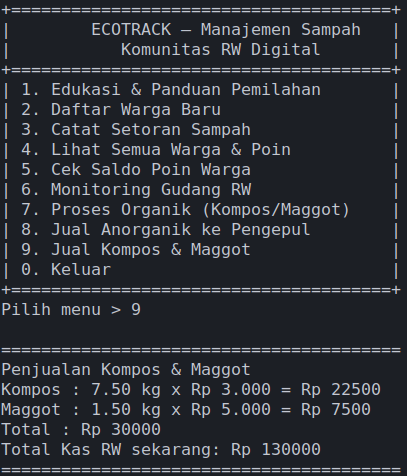 +======================================+
|        ECOTRACK — Manajemen Sampah   |
|           Komunitas RW Digital       |
+======================================+
| 1. Edukasi & Panduan Pemilahan       |
| 2. Daftar Warga Baru                 |
| 3. Catat Setoran Sampah              |
| 4. Lihat Semua Warga & Poin          |
| 5. Cek Saldo Poin Warga              |
| 6. Monitoring Gudang RW              |
| 7. Proses Organik (Kompos/Maggot)    |
| 8. Jual Anorganik ke Pengepul        |
| 9. Jual Kompos & Maggot              |
| 0. Keluar                            |
+======================================+
Pilih menu > 9

========================================
Penjualan Kompos & Maggot
Kompos : 7.50 kg x Rp 3.000 = Rp 22500
Maggot : 1.50 kg x Rp 5.000 = Rp 7500
Total : Rp 30000
Total Kas RW sekarang: Rp 130000
========================================